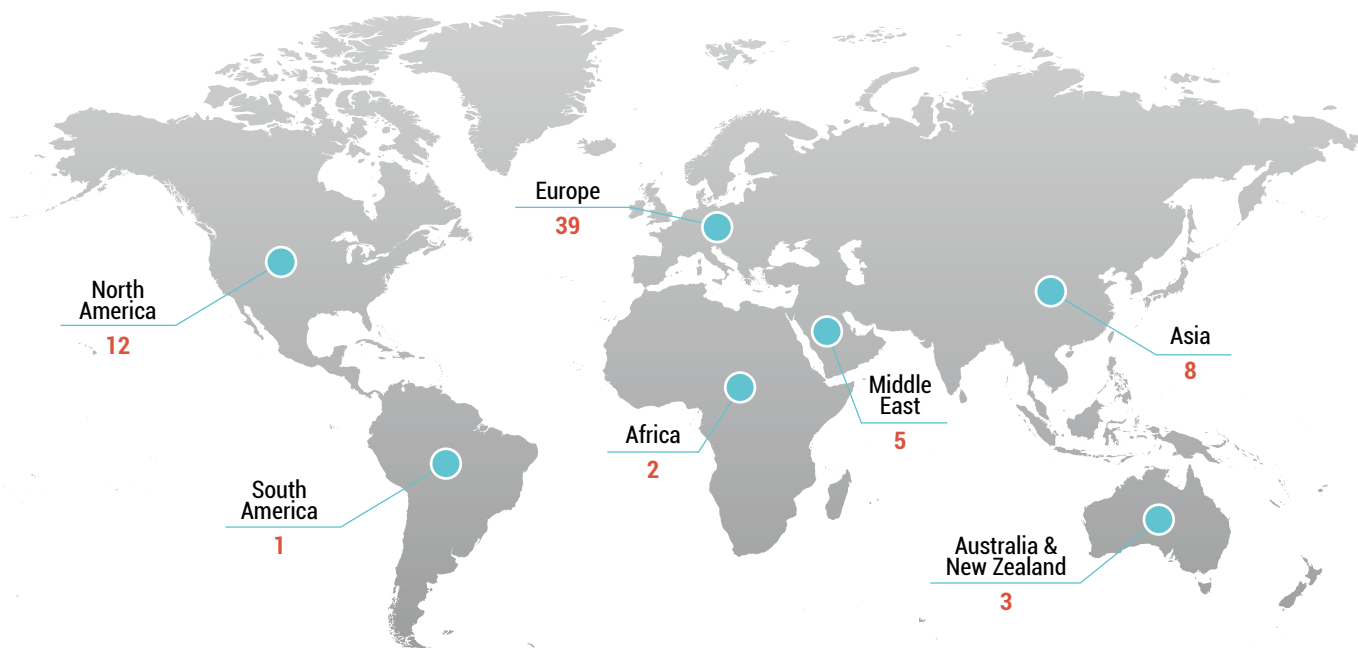 Europe
39
North
America
12
Asia
8
Middle
East
5
Africa
2
South
America
1
Australia &
New Zealand
3